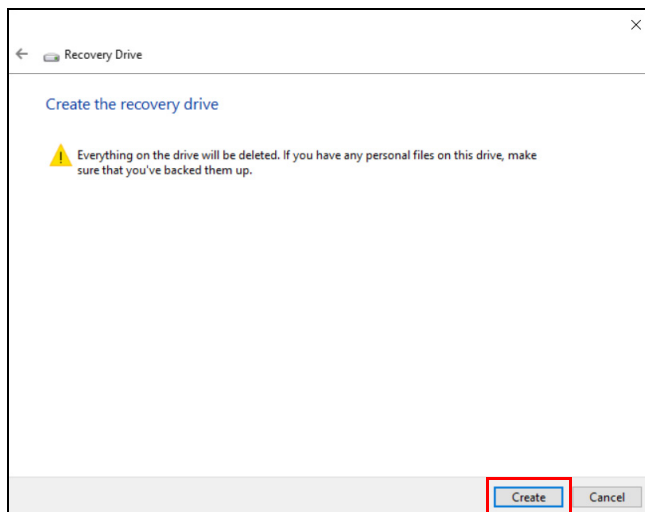 Recovery Drive
Create the recovery drive
Everything on the drive will be deleted. If you have any personal files on this drive, make
sure that you've backed them up.
Create Cancel